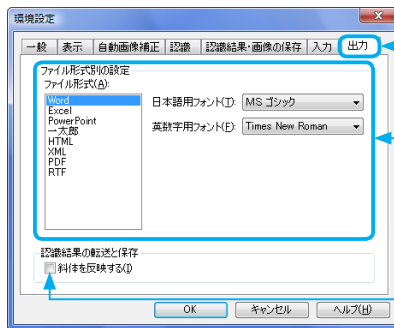 環境設定
一般 表示 自動画像補正 認識 認識結果・画像の保存 入力 出力
ファイル形式別の設定
ファイル形式(A):
Word
Excel
PowerPoint
一太郎
HTML
XML
PDF
RTF
日本語用フォント(T): MS ゴシック
英数字用フォント(F): Times New Roman
認識結果の転送と保存
斜体を反映する(I)
OK キャンセル ヘルプ(H)